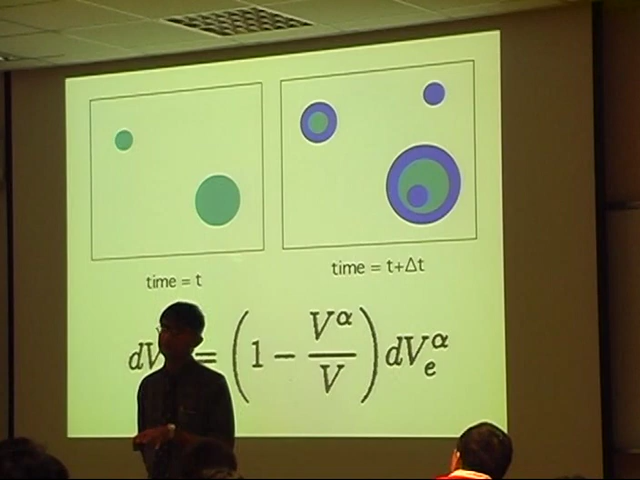 time = t
time = t+Δt
dV = (1 − V^α / V) dV_e^α